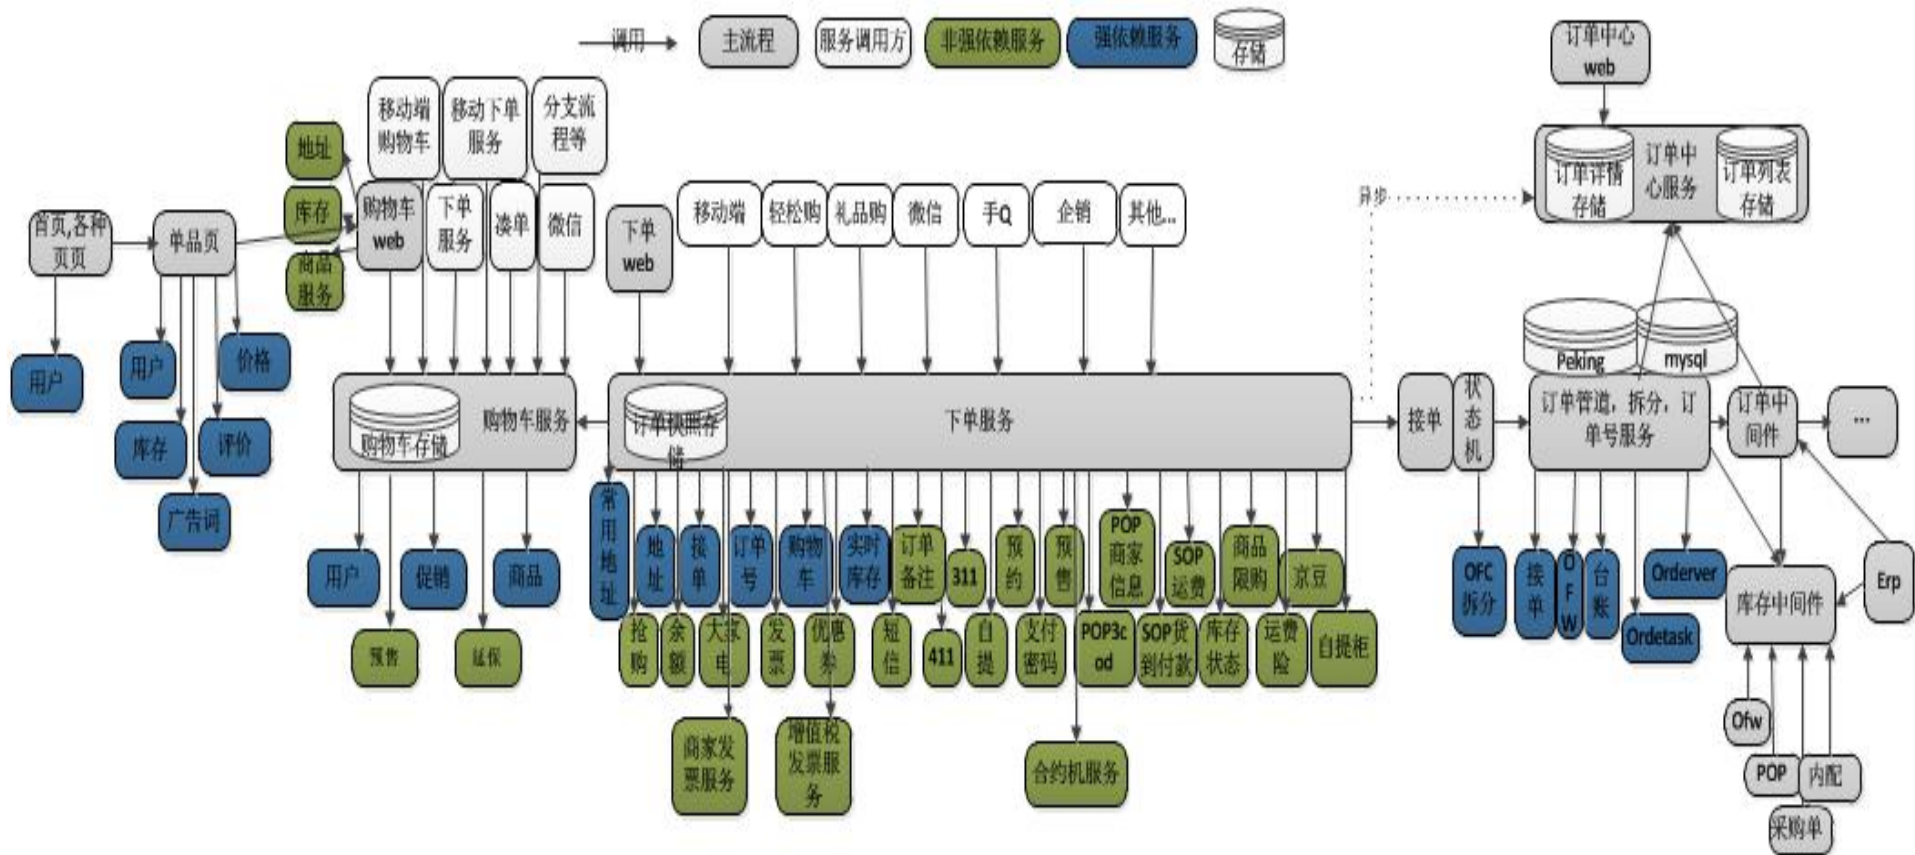 调用
主流程
服务调用方
非强依赖服务
强依赖服务
存储
订单中心
web
订单详情
存储
订单中
心服务
订单列表
存储
异步
移动端
购物车
移动下单
服务
分支流
程等
地址
库存
商品
服务
购物车
web
下单
服务
凑单
微信
首页,各种
页页
单品页
用户
用户
价格
库存
评价
广告词
下单
web
移动端
轻松购
礼品购
微信
手Q
企销
其他...
购物车存储
购物车服务
订单快照存
储
下单服务
接单
状
态
机
Peking
mysql
订单管道，拆分，订
单号服务
订单中
间件
...
用户
促销
商品
预售
延保
常
用
地
址
地
址
接
单
订单
号
购物
车
实时
库存
订单
备注
311
预
约
预
售
POP
商家
信息
SOP
运费
商品
限购
京豆
抢
购
余
额
大家
电
发
票
优惠
券
短
信
411
自
提
支付
密码
POP3c
od
SOP货
到付款
库存
状态
运费
险
自提柜
商家发
票服务
增值税
发票服
务
合约机服务
OFC
拆分
接
单
O
F
W
台
账
Orderver
Ordetask
库存中间件
Erp
Ofw
POP
内配
采购单